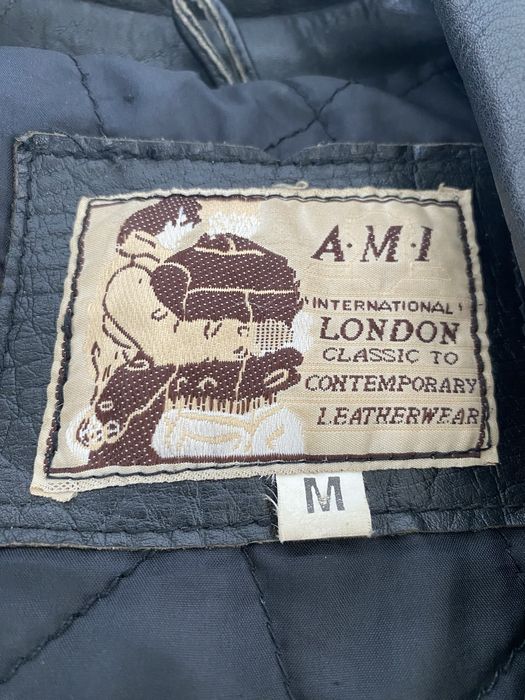 A·M·I
'INTERNATIONAL'
LONDON
CLASSIC TO
CONTEMPORARY
LEATHERWEAR
M